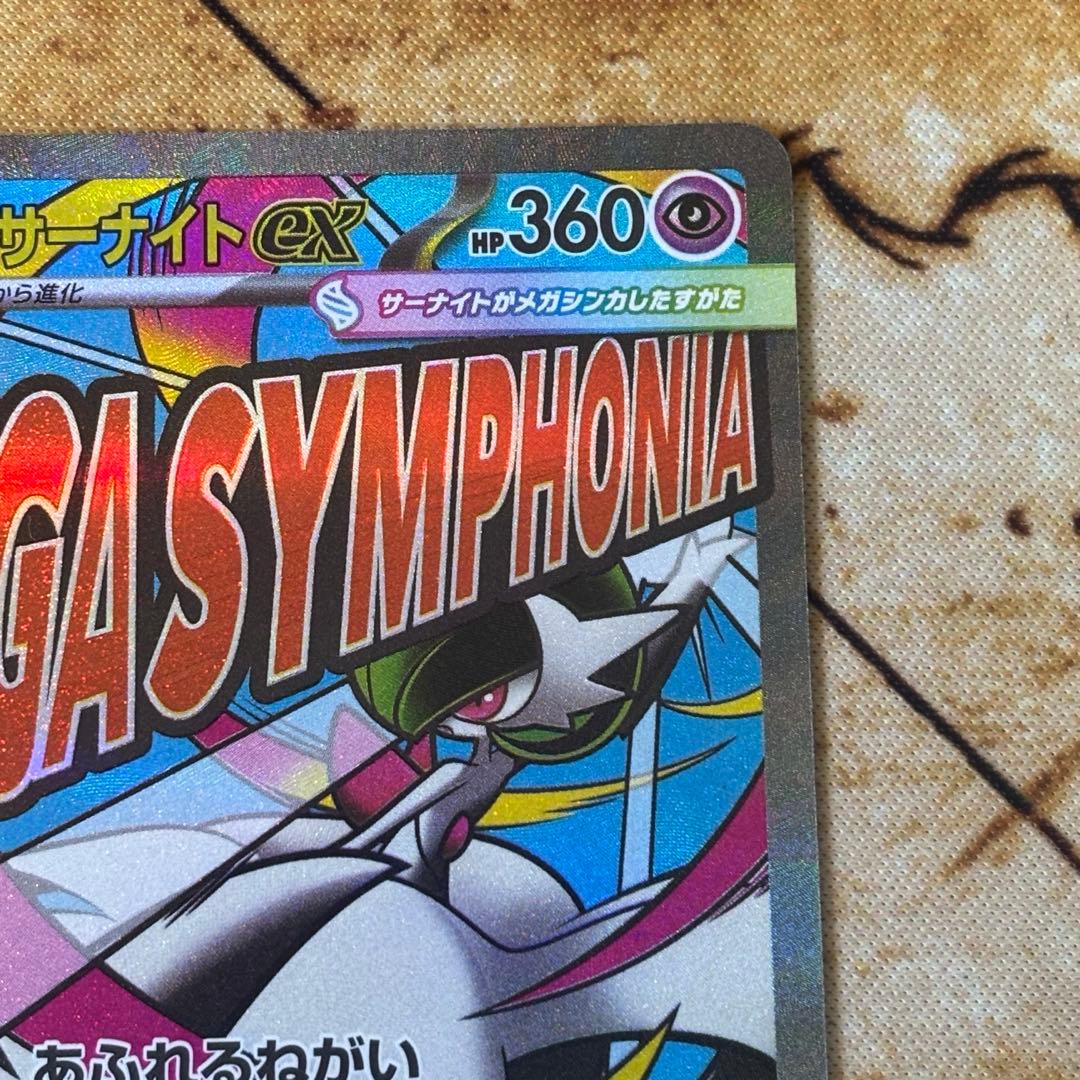 サーナイトex HP360
から進化
サーナイトがメガシンカしたすがた
GA SYMPHONIA
あふれるねがい